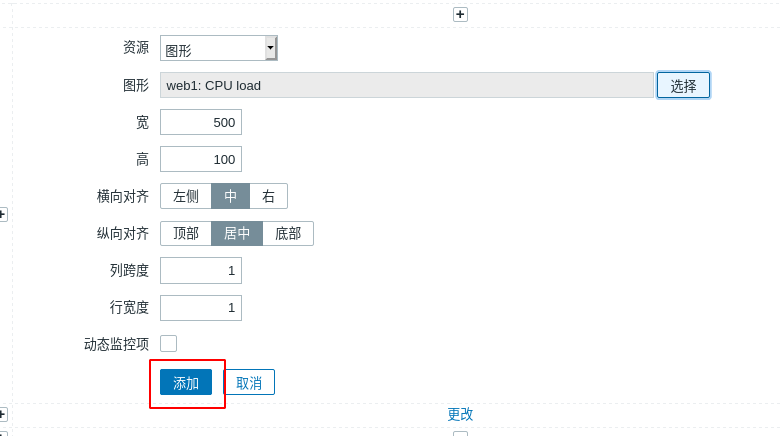 资源 图形
图形 web1: CPU load 选择
宽 500
高 100
横向对齐 左侧 中 右
纵向对齐 顶部 居中 底部
列跨度 1
行宽度 1
动态监控项
添加 取消
更改